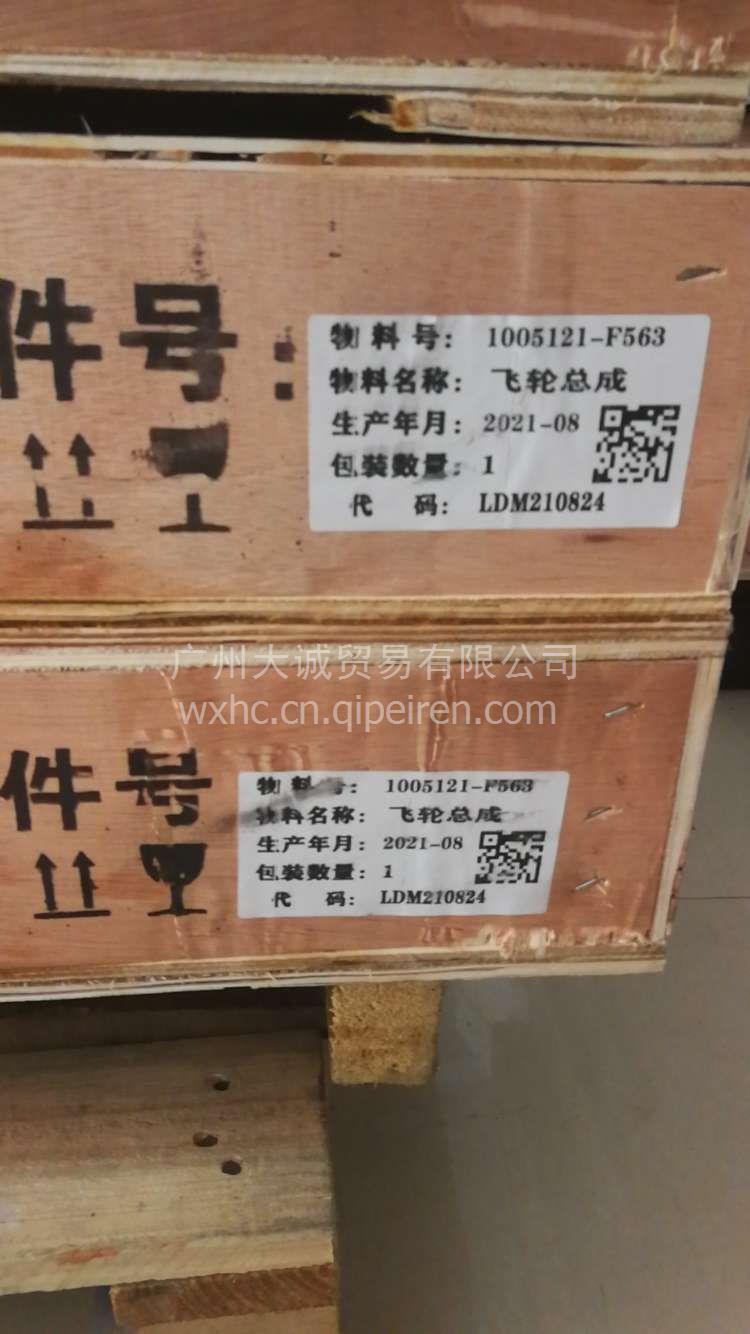 件号:
物料号: 1005121-F563
物料名称: 飞轮总成
生产年月: 2021-08
包装数量: 1
代 码: LDM210824
广州大诚贸易有限公司
wxhc.cn.qipeiren.com
件号
物料号: 1005121-F563
物料名称: 飞轮总成
生产年月: 2021-08
包装数量: 1
代 码: LDM210824